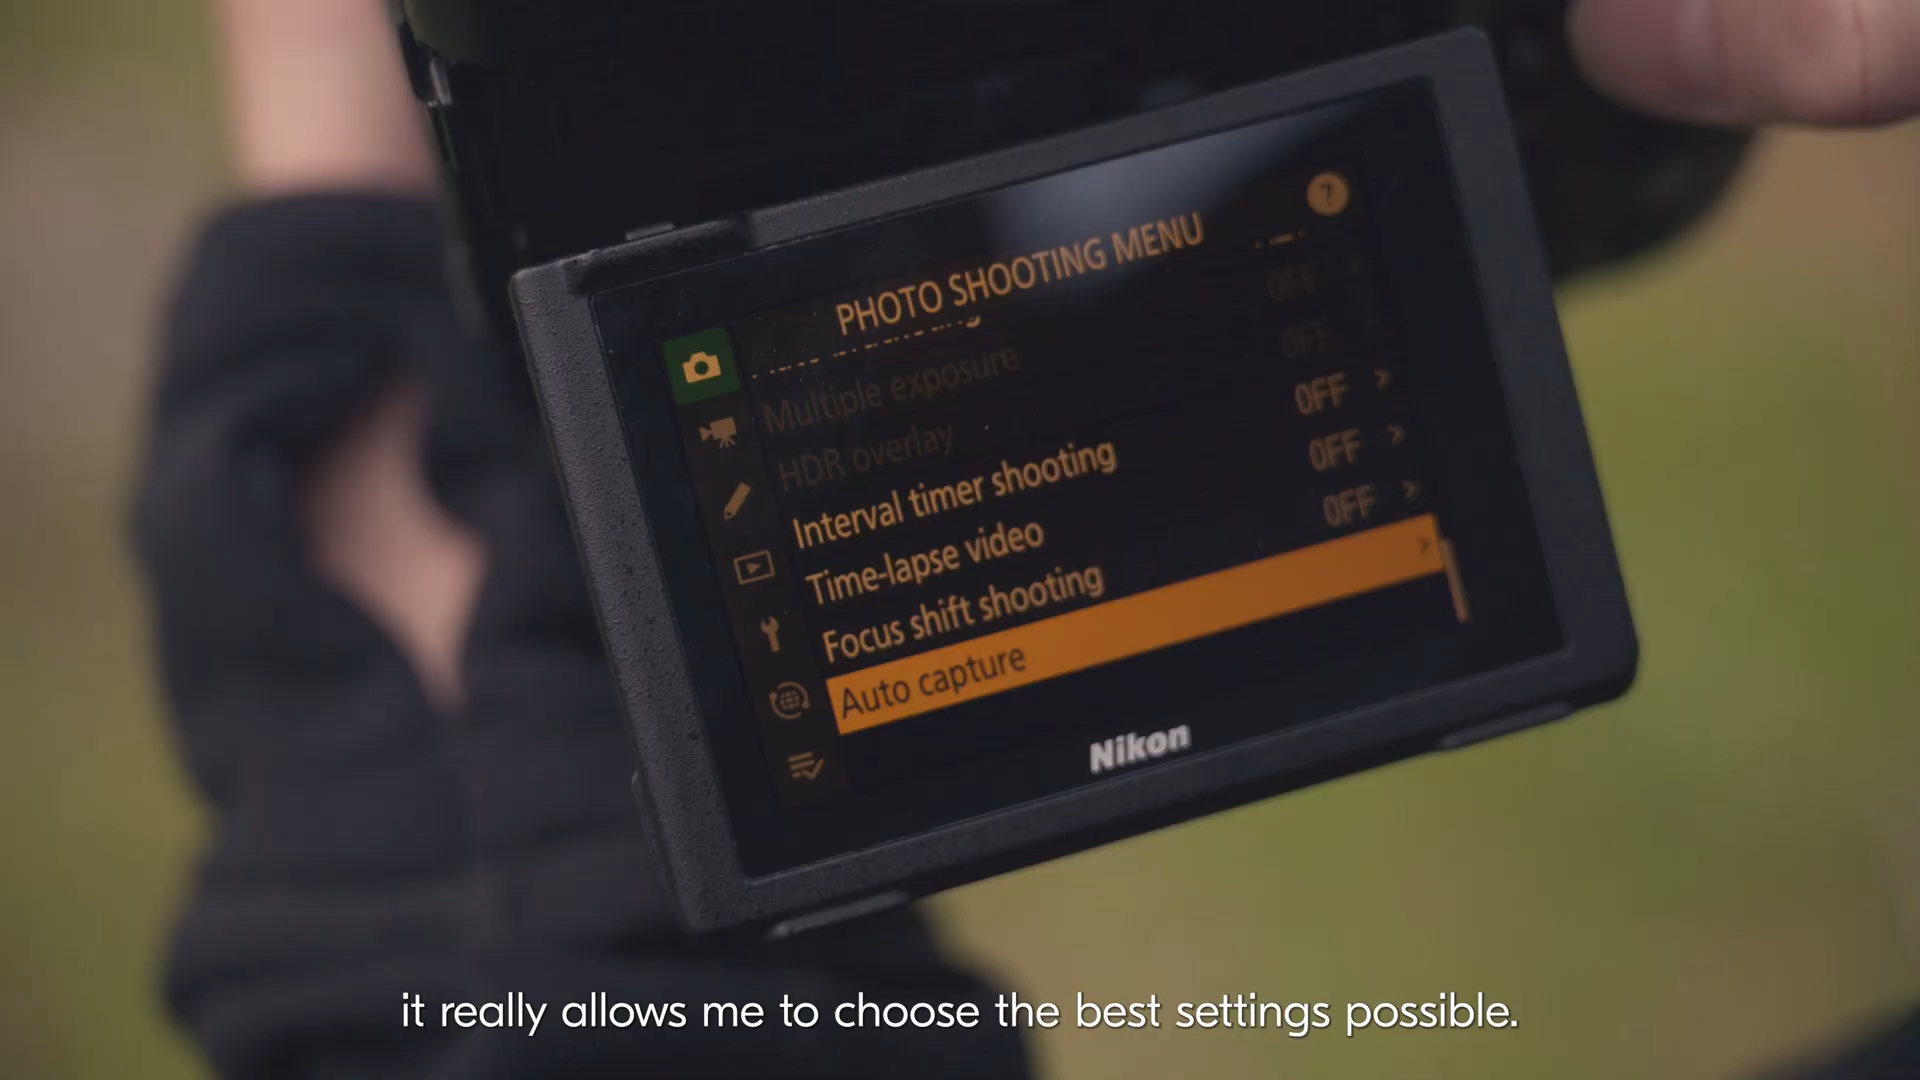 ?
PHOTO SHOOTING MENU
OFF
Multiple exposure OFF
HDR overlay OFF
Interval timer shooting OFF
Time-lapse video OFF
Focus shift shooting
Auto capture
Nikon
it really allows me to choose the best settings possible.